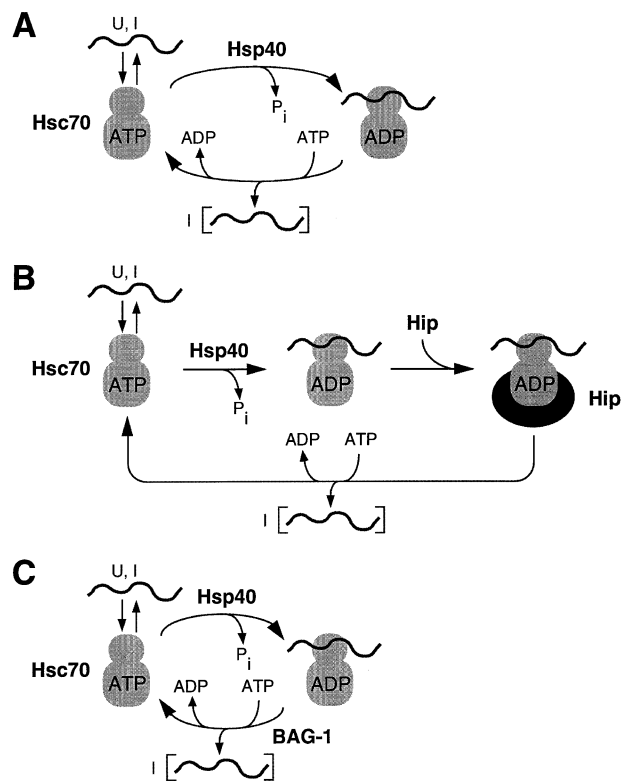 A
U, I
Hsp40
Hsc70
ATP
Pi
ADP
ADP
ATP
I
B
U, I
Hip
Hsc70
ATP
Hsp40
Pi
ADP
ADP
Hip
ADP
ATP
I
C
U, I
Hsp40
Hsc70
ATP
Pi
ADP
ADP
ATP
BAG-1
I